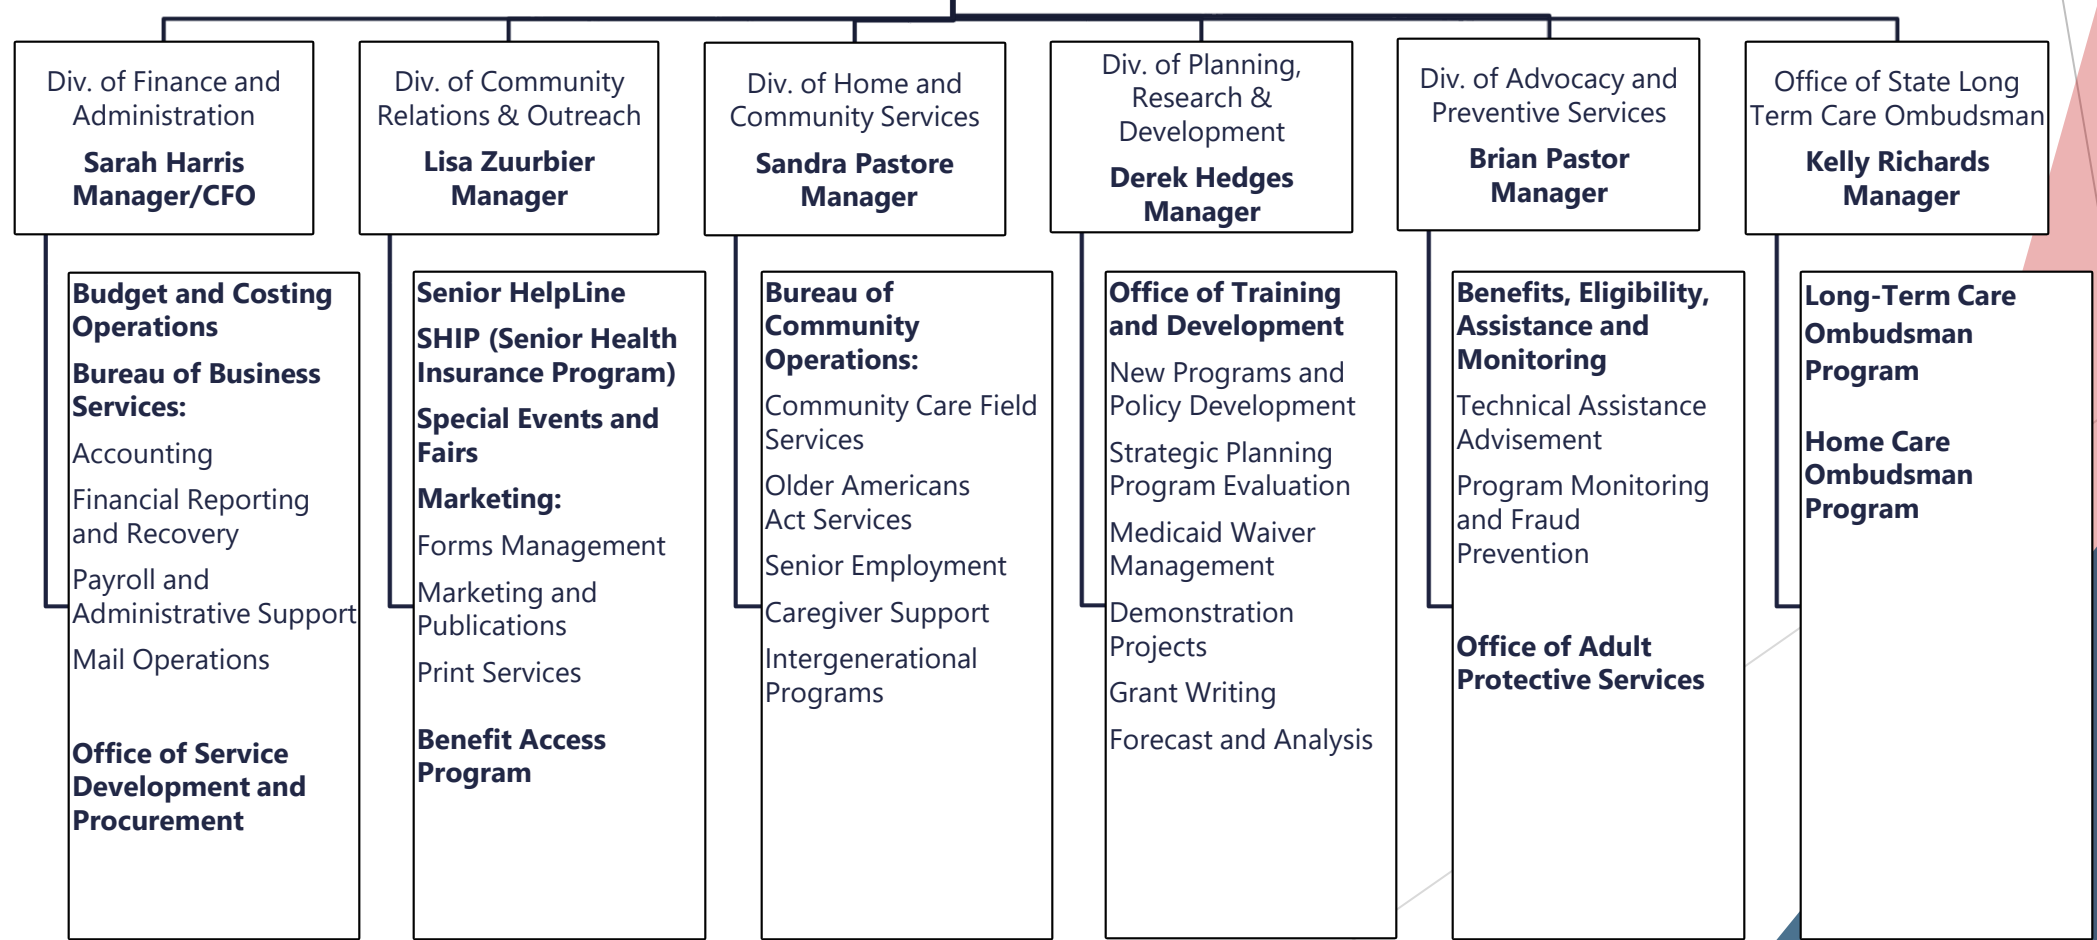 Div. of Finance and
Administration
Sarah Harris
Manager/CFO
Budget and Costing
Operations
Bureau of Business
Services:
Accounting
Financial Reporting
and Recovery
Payroll and
Administrative Support
Mail Operations
Office of Service
Development and
Procurement
Div. of Community
Relations & Outreach
Lisa Zuurbier
Manager
Senior HelpLine
SHIP (Senior Health
Insurance Program)
Special Events and
Fairs
Marketing:
Forms Management
Marketing and
Publications
Print Services
Benefit Access
Program
Div. of Home and
Community Services
Sandra Pastore
Manager
Bureau of
Community
Operations:
Community Care Field
Services
Older Americans
Act Services
Senior Employment
Caregiver Support
Intergenerational
Programs
Div. of Planning,
Research &
Development
Derek Hedges
Manager
Office of Training
and Development
New Programs and
Policy Development
Strategic Planning
Program Evaluation
Medicaid Waiver
Management
Demonstration
Projects
Grant Writing
Forecast and Analysis
Div. of Advocacy and
Preventive Services
Brian Pastor
Manager
Benefits, Eligibility,
Assistance and
Monitoring
Technical Assistance
Advisement
Program Monitoring
and Fraud
Prevention
Office of Adult
Protective Services
Office of State Long
Term Care Ombudsman
Kelly Richards
Manager
Long-Term Care
Ombudsman
Program
Home Care
Ombudsman
Program